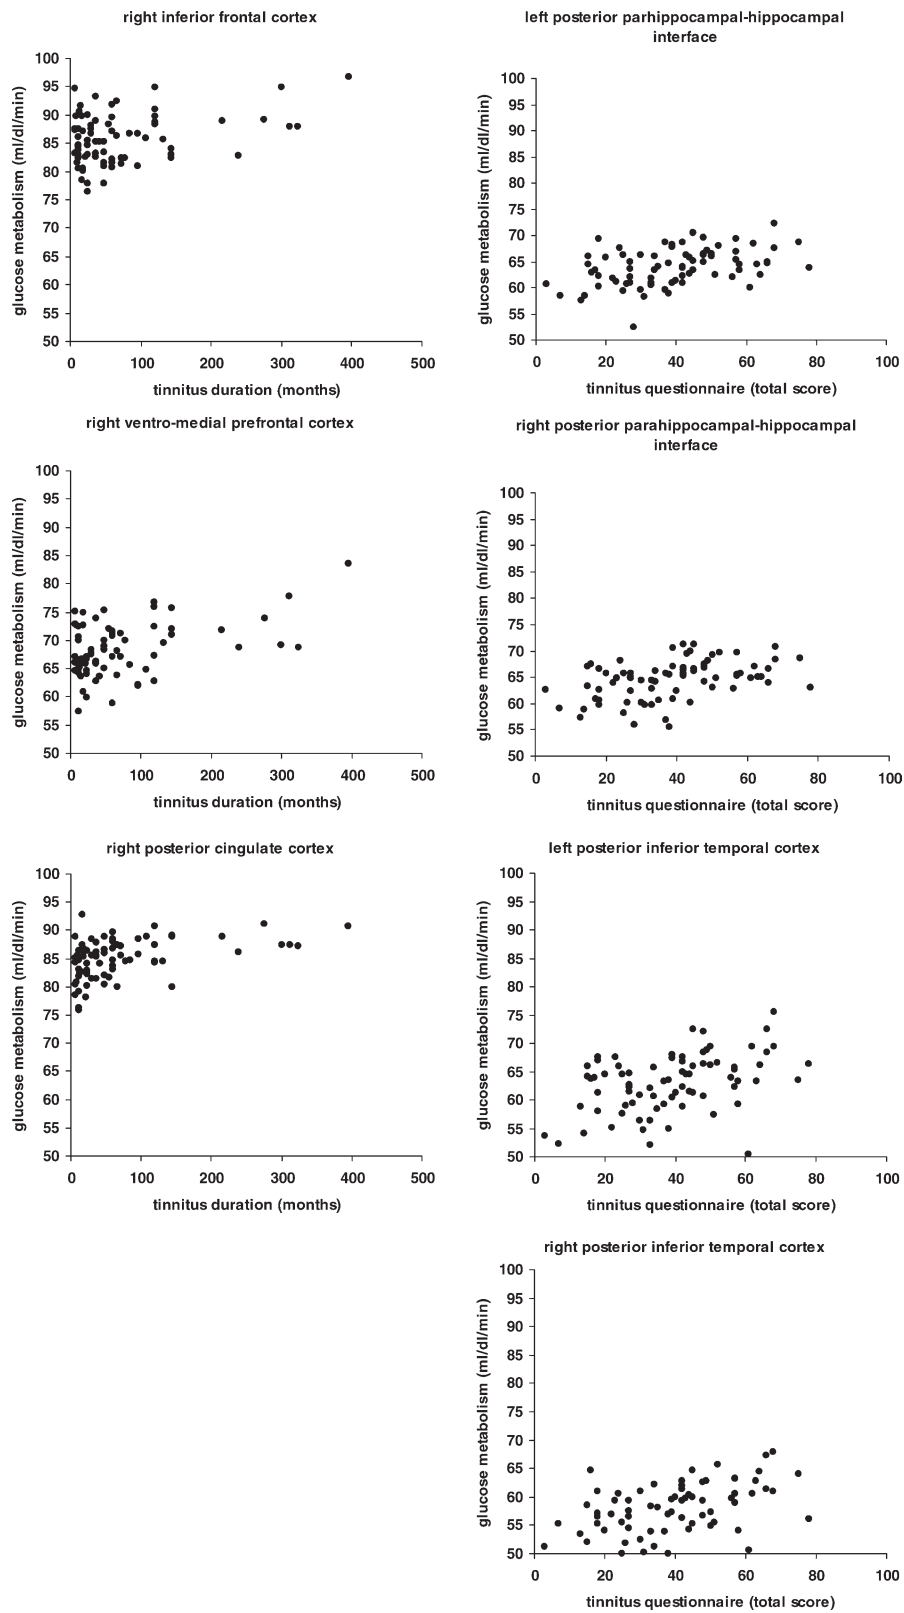 right inferior frontal cortex
100
95
90
85
80
75
70
65
60
55
50
glucose metabolism (ml/dl/min)
0 100 200 300 400 500
tinnitus duration (months)
left posterior parhippocampal-hippocampal
interface
100
95
90
85
80
75
70
65
60
55
50
glucose metabolism (ml/dl/min)
0 20 40 60 80 100
tinnitus questionnaire (total score)
right ventro-medial prefrontal cortex
100
95
90
85
80
75
70
65
60
55
50
glucose metabolism (ml/dl/min)
0 100 200 300 400 500
tinnitus duration (months)
right posterior parahippocampal-hippocampal
interface
100
95
90
85
80
75
70
65
60
55
50
glucose metabolism (ml/dl/min)
0 20 40 60 80 100
tinnitus questionnaire (total score)
right posterior cingulate cortex
100
95
90
85
80
75
70
65
60
55
50
glucose metabolism (ml/dl/min)
0 100 200 300 400 500
tinnitus duration (months)
left posterior inferior temporal cortex
100
95
90
85
80
75
70
65
60
55
50
glucose metabolism (ml/dl/min)
0 20 40 60 80 100
tinnitus questionnaire (total score)
right posterior inferior temporal cortex
100
95
90
85
80
75
70
65
60
55
50
glucose metabolism (ml/dl/min)
0 20 40 60 80 100
tinnitus questionnaire (total score)